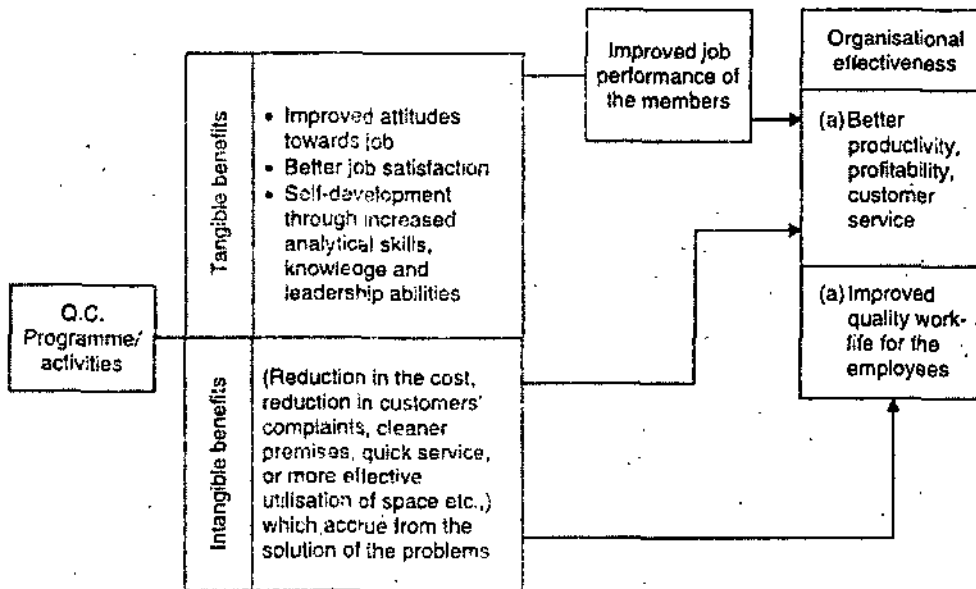 Q.C.
Programme/
activities
Tangible benefits
• Improved attitudes
towards job
• Better job satisfaction
• Self-development
through increased
analytical skills,
knowledge and
leadership abilities
Intangible benefits
(Reduction in the cost,
reduction in customers'
complaints, cleaner
premises, quick service,
or more effective
utilisation of space etc.,)
which accrue from the
solution of the problems
Improved job
performance of
the members
Organisational
effectiveness
(a) Better
productivity,
profitability,
customer
service
(a) Improved
quality work-
life for the
employees